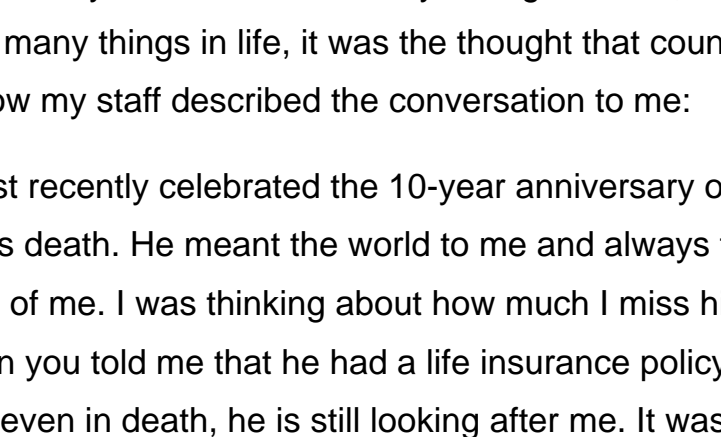 many things in life, it was the thought that coun
ow my staff described the conversation to me:
st recently celebrated the 10-year anniversary o
s death. He meant the world to me and always
of me. I was thinking about how much I miss h
n you told me that he had a life insurance policy
even in death, he is still looking after me. It was